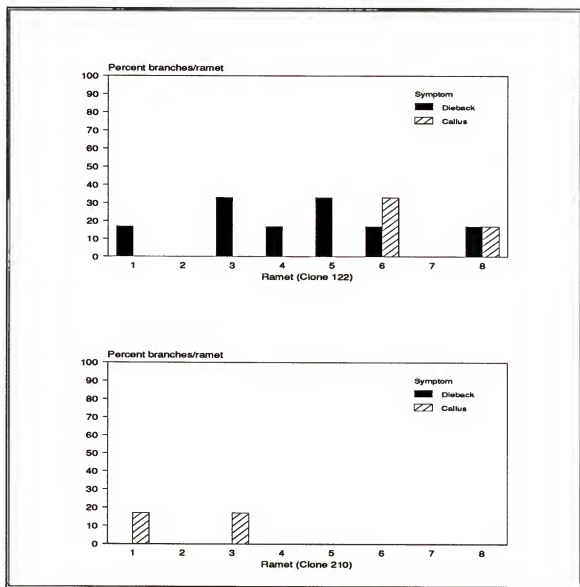 Percent branches/ramet
100
90
80
70
60
50
40
30
20
10
0
Symptom
Dieback
Callus
1 2 3 4 5 6 7 8
Ramet (Clone 122)
Percent branches/ramet
100
90
80
70
60
50
40
30
20
10
0
Symptom
Dieback
Callus
1 2 3 4 5 6 7 8
Ramet (Clone 210)